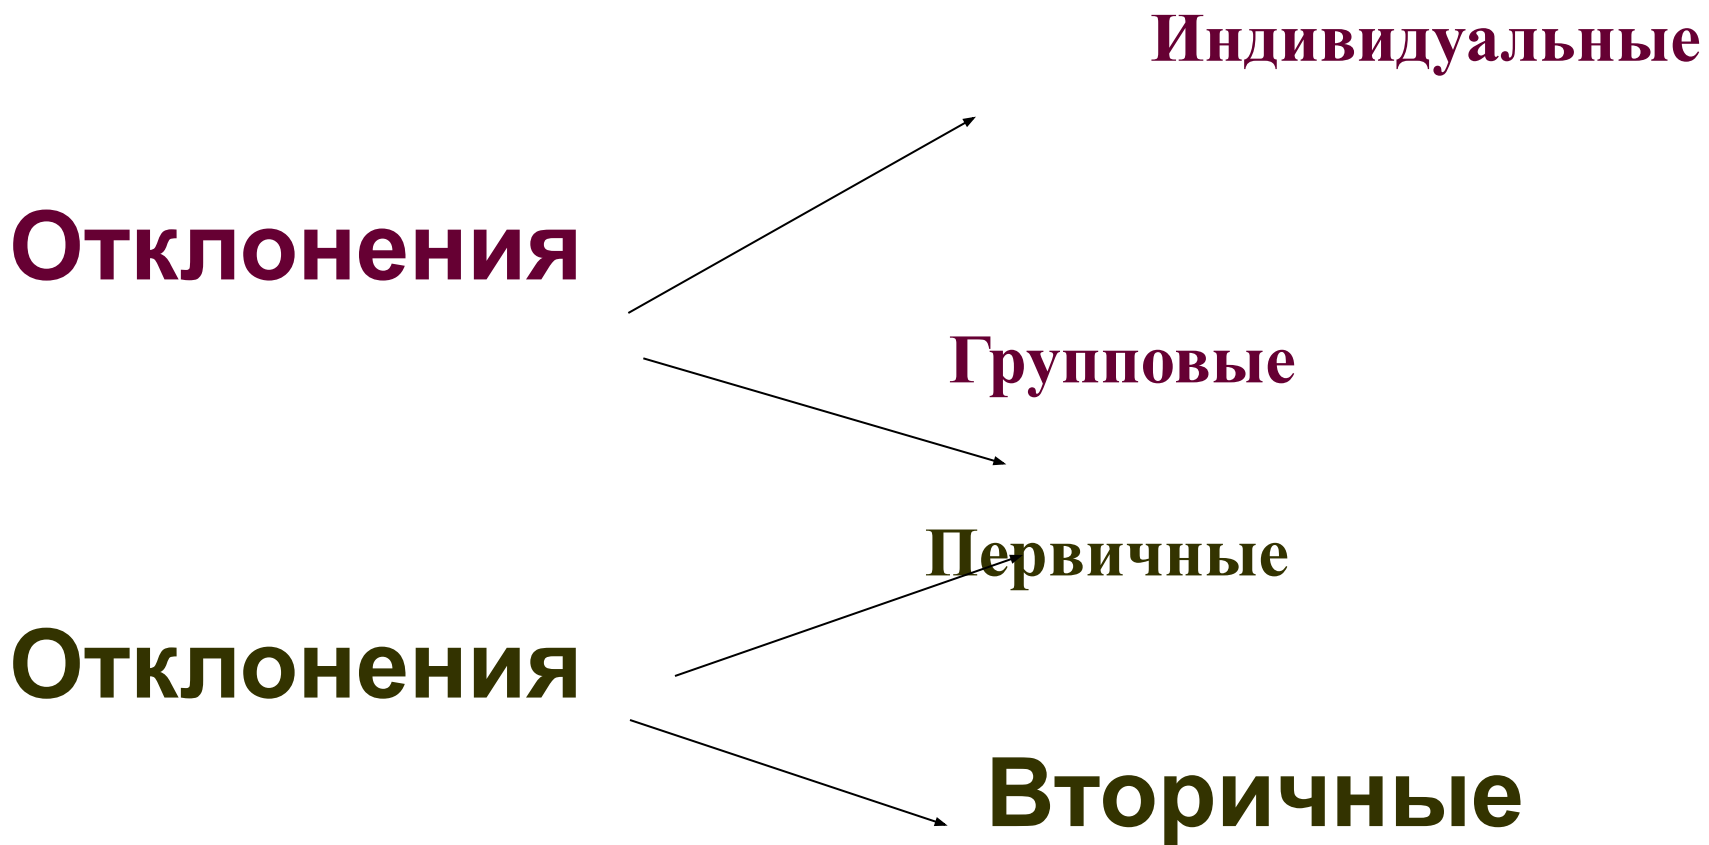 Индивидуальные
Отклонения
Групповые
Первичные
Отклонения
Вторичные